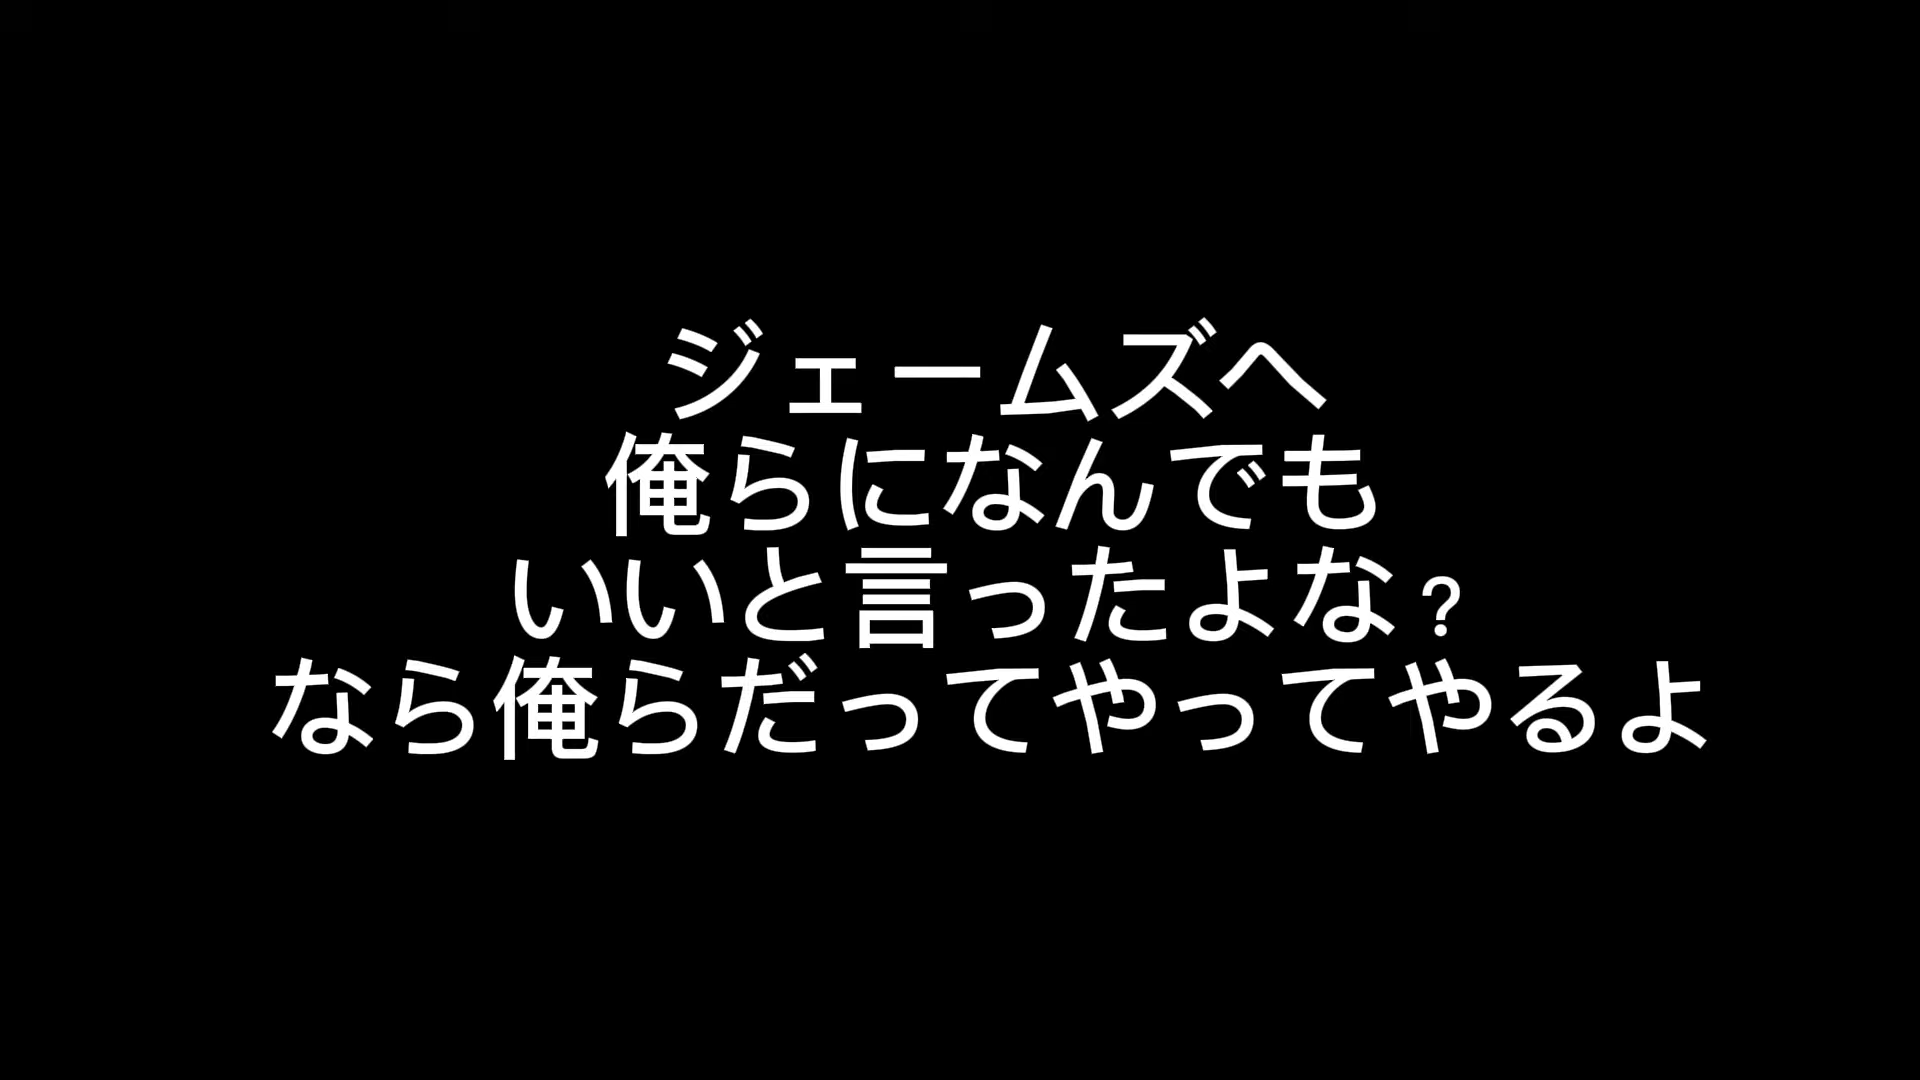 ジェームズへ
俺らになんでも
いいと言ったよな?
なら俺らだってやってやるよ